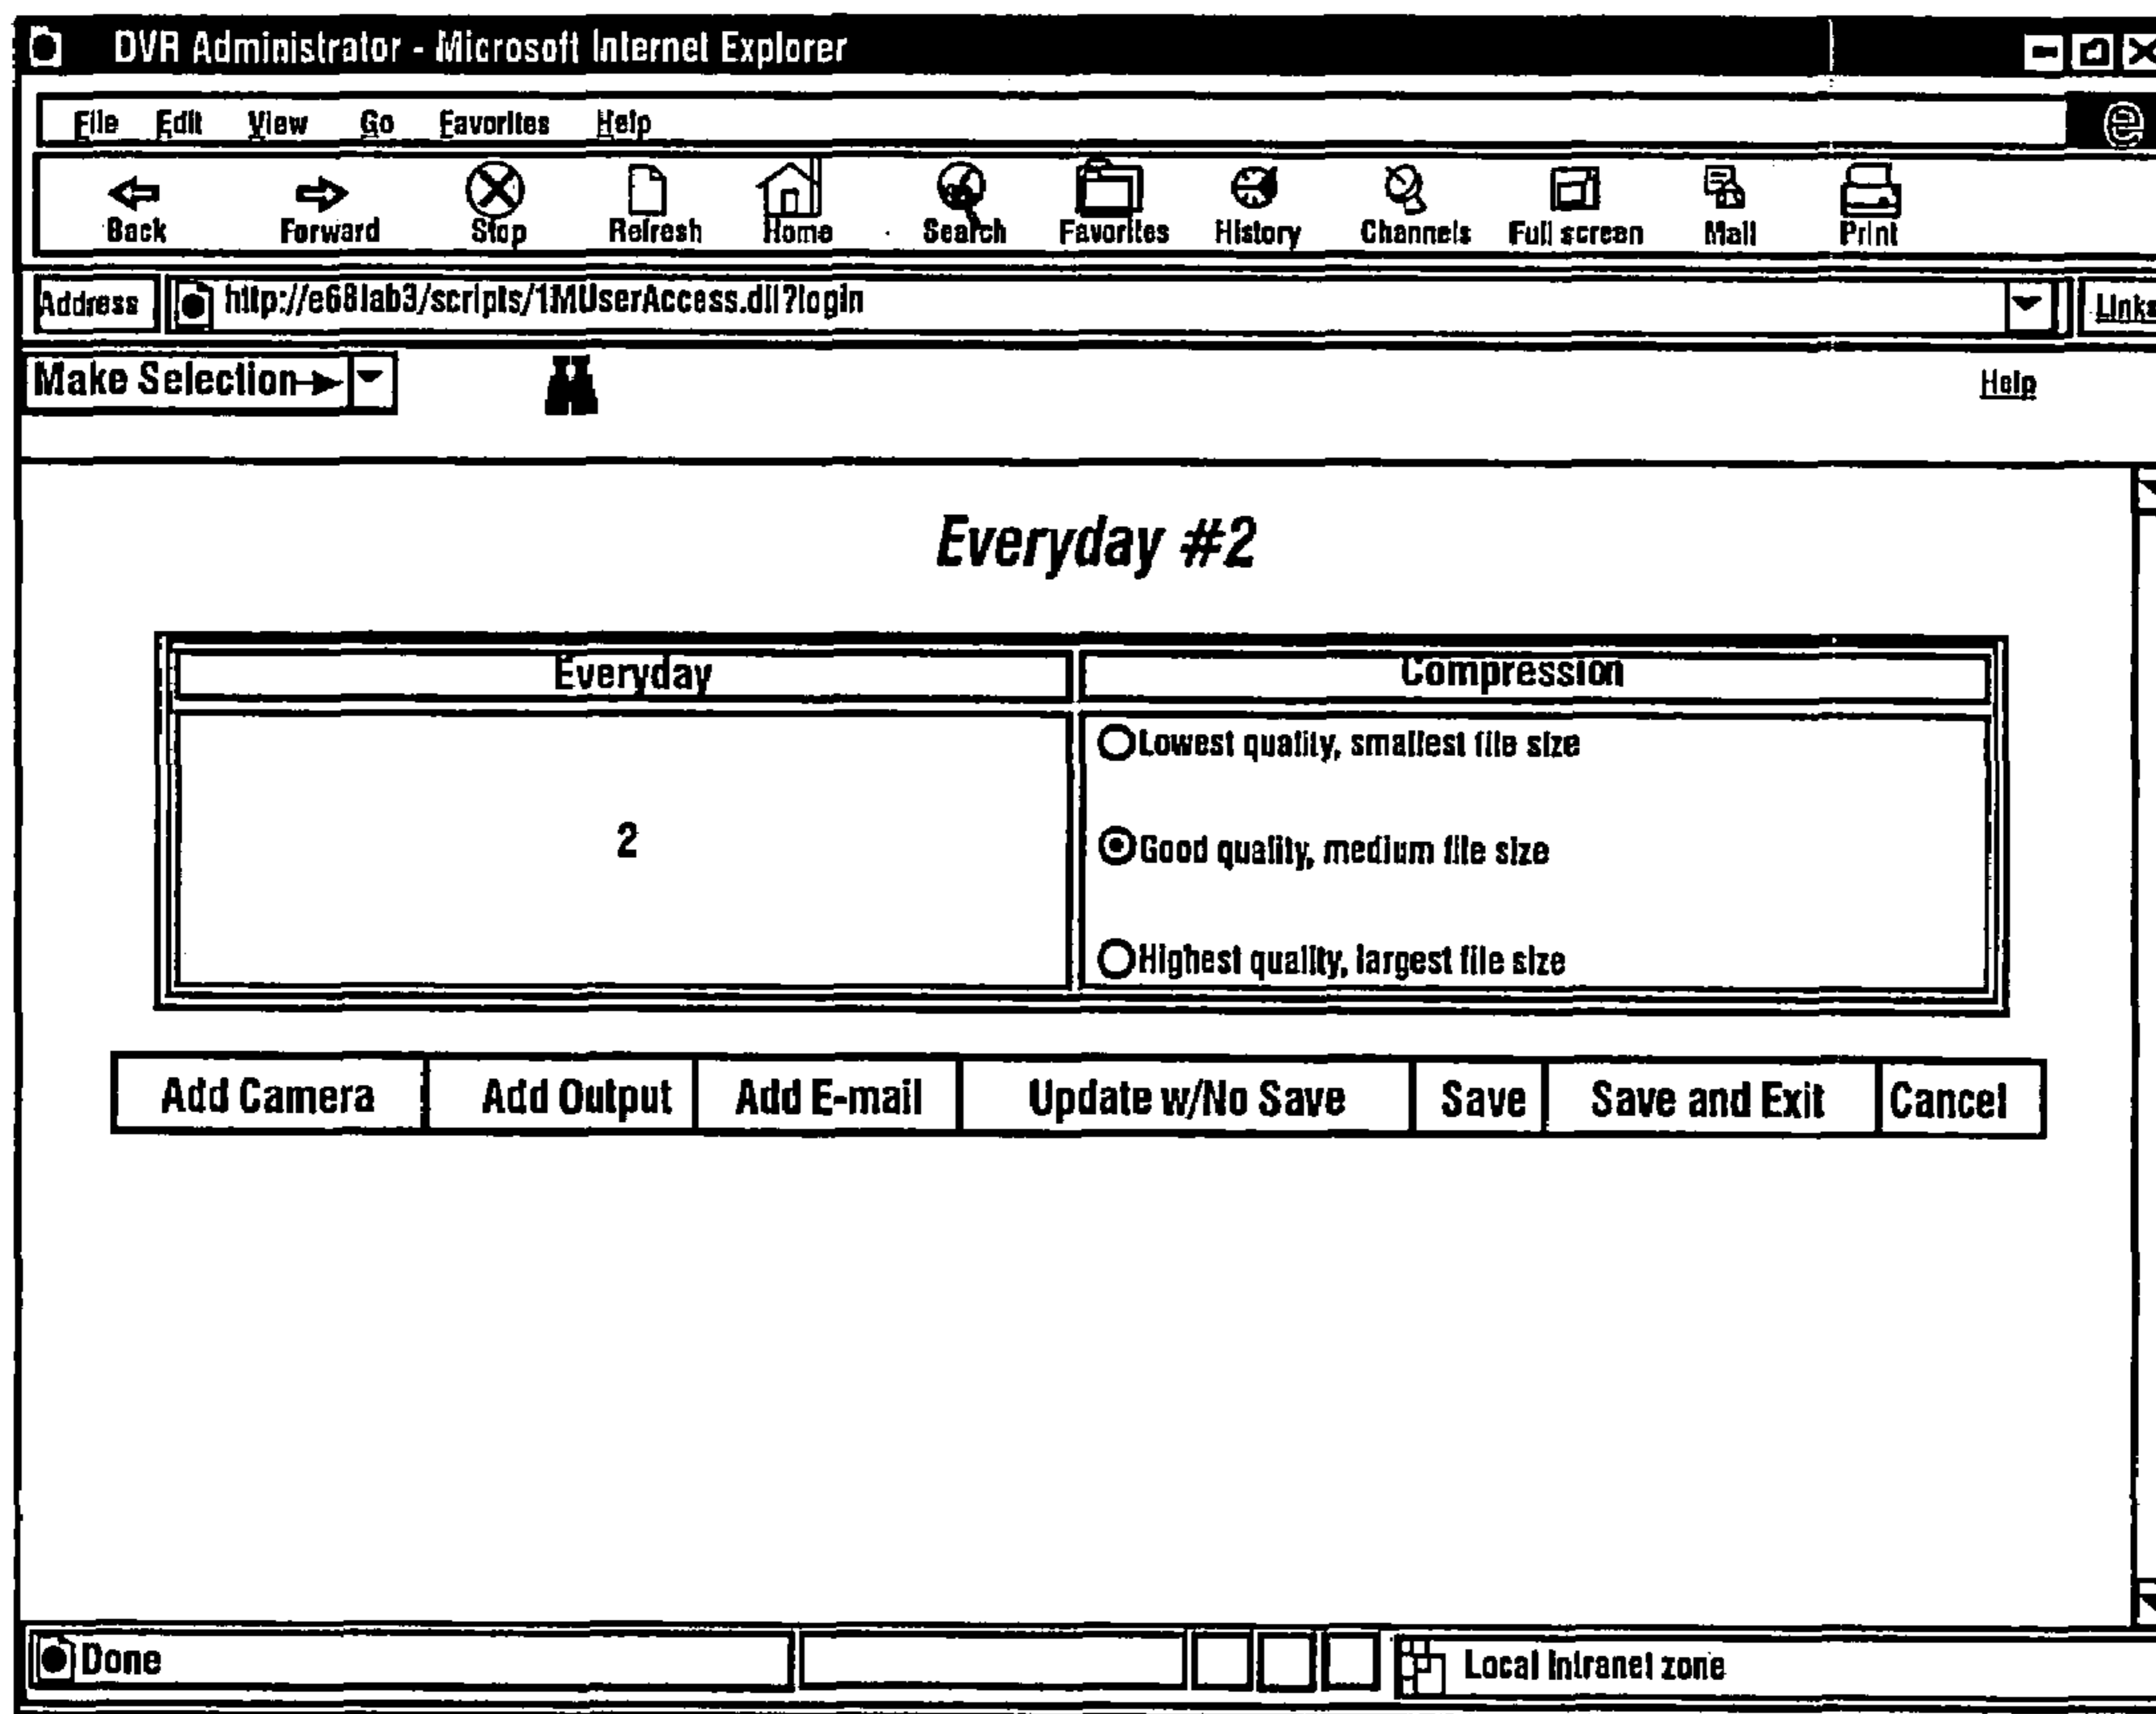 DVR Administrator - Microsoft Internet Explorer
File Edit View Go Favorites Help
Back Forward Stop Refresh Home Search Favorites History Channels Full screen Mail Print
Address http://e68lab3/scripts/1MUserAccess.dll?login Links
Make Selection Help
Everyday #2
Everyday Compression
Lowest quality, smallest file size
2 Good quality, medium file size
Highest quality, largest file size
Add Camera Add Output Add E-mail Update w/No Save Save Save and Exit Cancel
Done Local Intranet zone